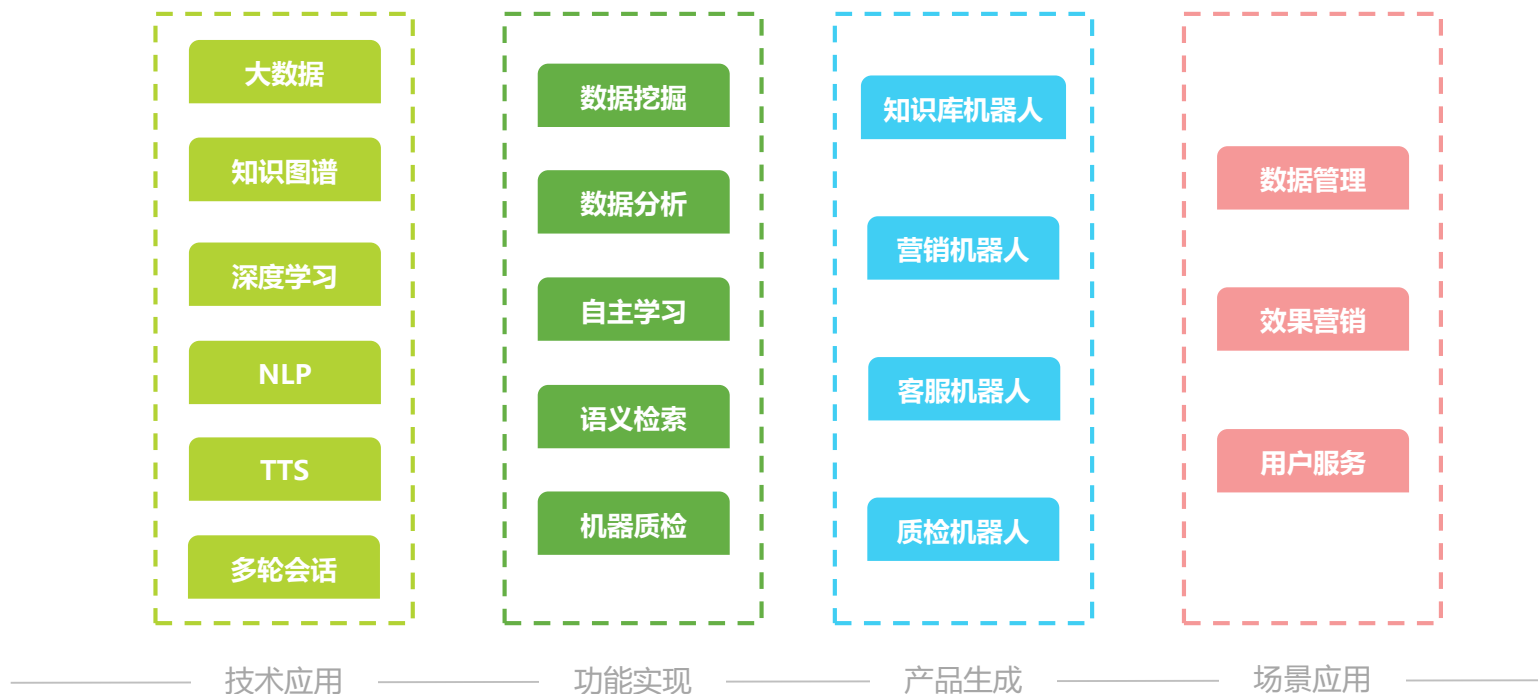 大数据
知识图谱
深度学习
NLP
TTS
多轮会话
技术应用
数据挖掘
数据分析
自主学习
语义检索
机器质检
功能实现
知识库机器人
营销机器人
客服机器人
质检机器人
产品生成
数据管理
效果营销
用户服务
场景应用